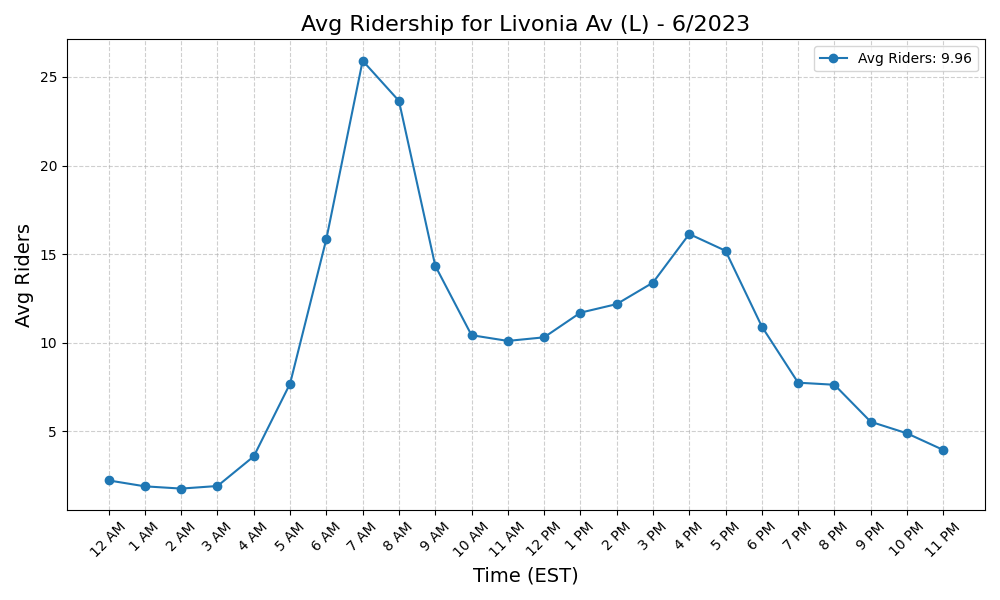 Avg Ridership for Livonia Av (L) - 6/2023
Avg Riders: 9.96
Avg Riders
25
20
15
10
5
12 AM
1 AM
2 AM
3 AM
4 AM
5 AM
6 AM
7 AM
8 AM
9 AM
10 AM
11 AM
12 PM
1 PM
2 PM
3 PM
4 PM
5 PM
6 PM
7 PM
8 PM
9 PM
10 PM
11 PM
Time (EST)